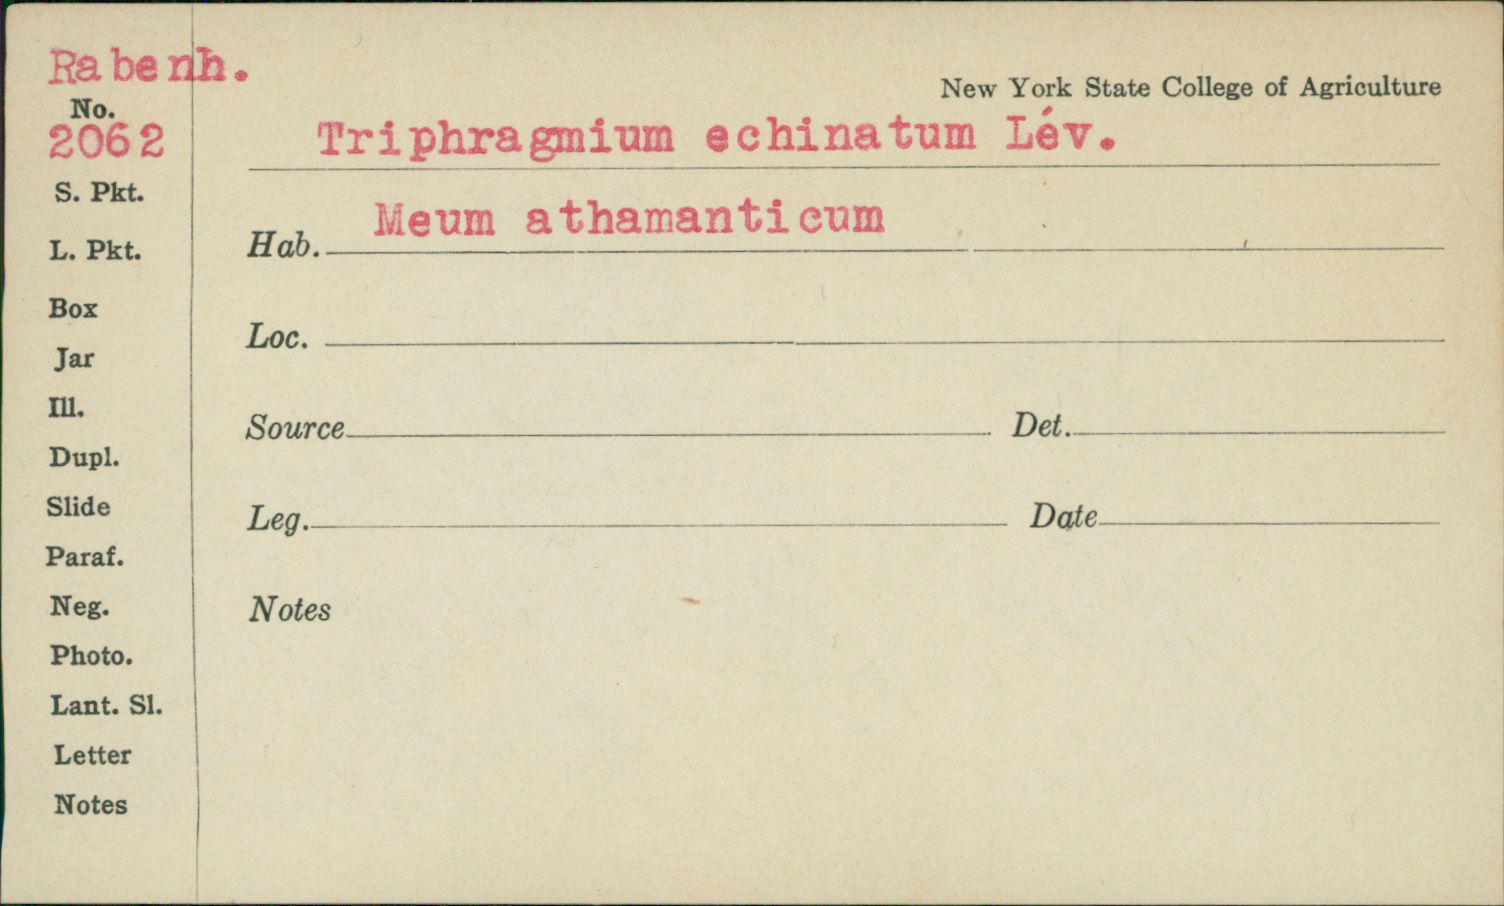 Rabenh.
No.
2062
S. Pkt.
L. Pkt.
Box
Jar
Ill.
Dupl.
Slide
Paraf.
Neg.
Photo.
Lant. Sl.
Letter
Notes
New York State College of Agriculture
Triphragmium echinatum Lév.
Hab. Meum athamanticum
Loc.
Source Det.
Leg. Date
Notes